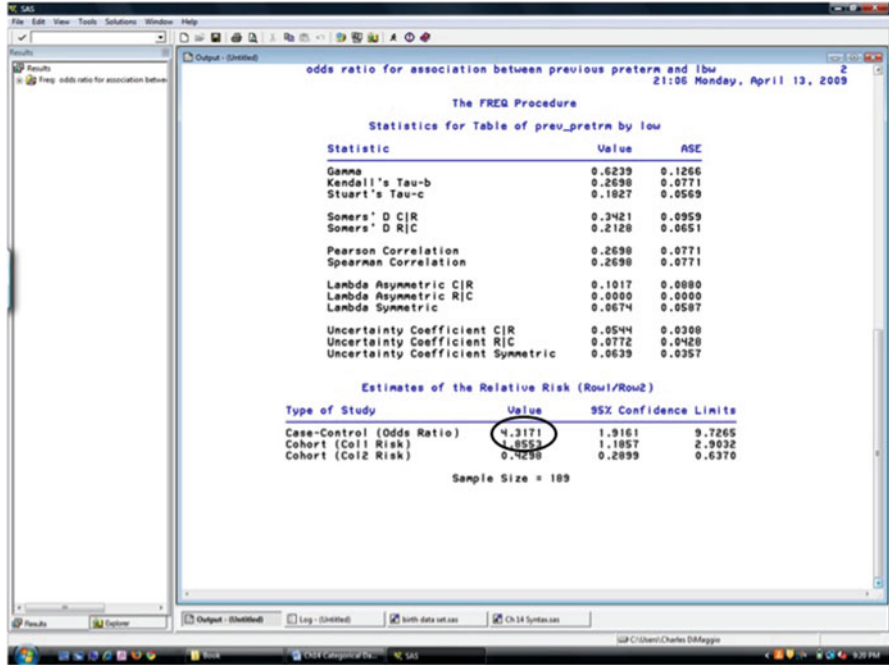 SAS
File Edit View Tools Solutions Window Help
Results
Results
Freq: odds ratio for association betwee
Output - (Untitled)
odds ratio for association between previous preterm and lbw 2
21:06 Monday, April 13, 2009
The FREQ Procedure
Statistics for Table of prev_pretrm by low
Statistic Value ASE
Gamma 0.6239 0.1266
Kendall's Tau-b 0.2698 0.0771
Stuart's Tau-c 0.1827 0.0569
Somers' D C|R 0.3421 0.0959
Somers' D R|C 0.2128 0.0651
Pearson Correlation 0.2698 0.0771
Spearman Correlation 0.2698 0.0771
Lambda Asymmetric C|R 0.1017 0.0880
Lambda Asymmetric R|C 0.0000 0.0000
Lambda Symmetric 0.0674 0.0587
Uncertainty Coefficient C|R 0.0544 0.0308
Uncertainty Coefficient R|C 0.0772 0.0428
Uncertainty Coefficient Symmetric 0.0639 0.0357
Estimates of the Relative Risk (Row1/Row2)
Type of Study Value 95% Confidence Limits
Case-Control (Odds Ratio) 4.3171 1.9161 9.7265
Cohort (Col1 Risk) 1.8553 1.1857 2.9032
Cohort (Col2 Risk) 0.4298 0.2899 0.6370
Sample Size = 189
Results Explorer Output - (Untitled) Log - (Untitled) birth data set.sas Ch 14 Syntax.sas
C:\Users\Charles DiMaggio
Book Ch14 Categorical Da... SAS 9:20 PM